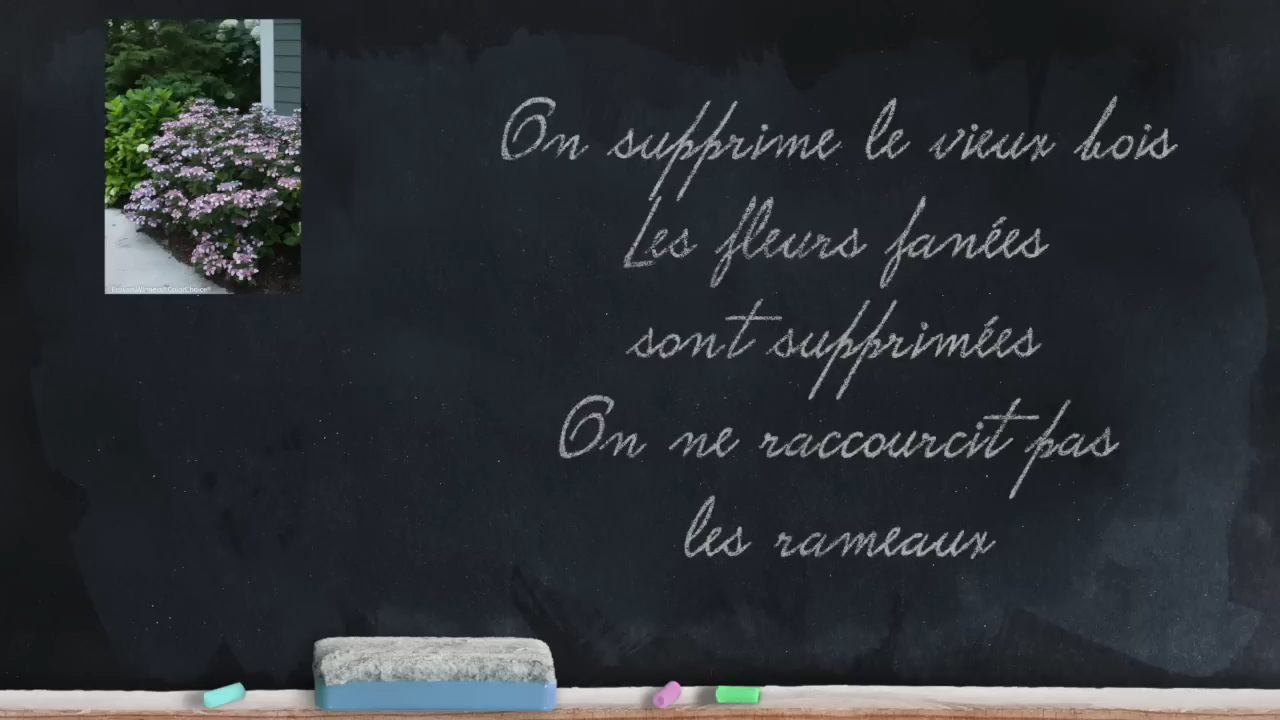 On supprime le vieux bois
Les fleurs fanées
sont supprimées
On ne raccourcit pas
les rameaux